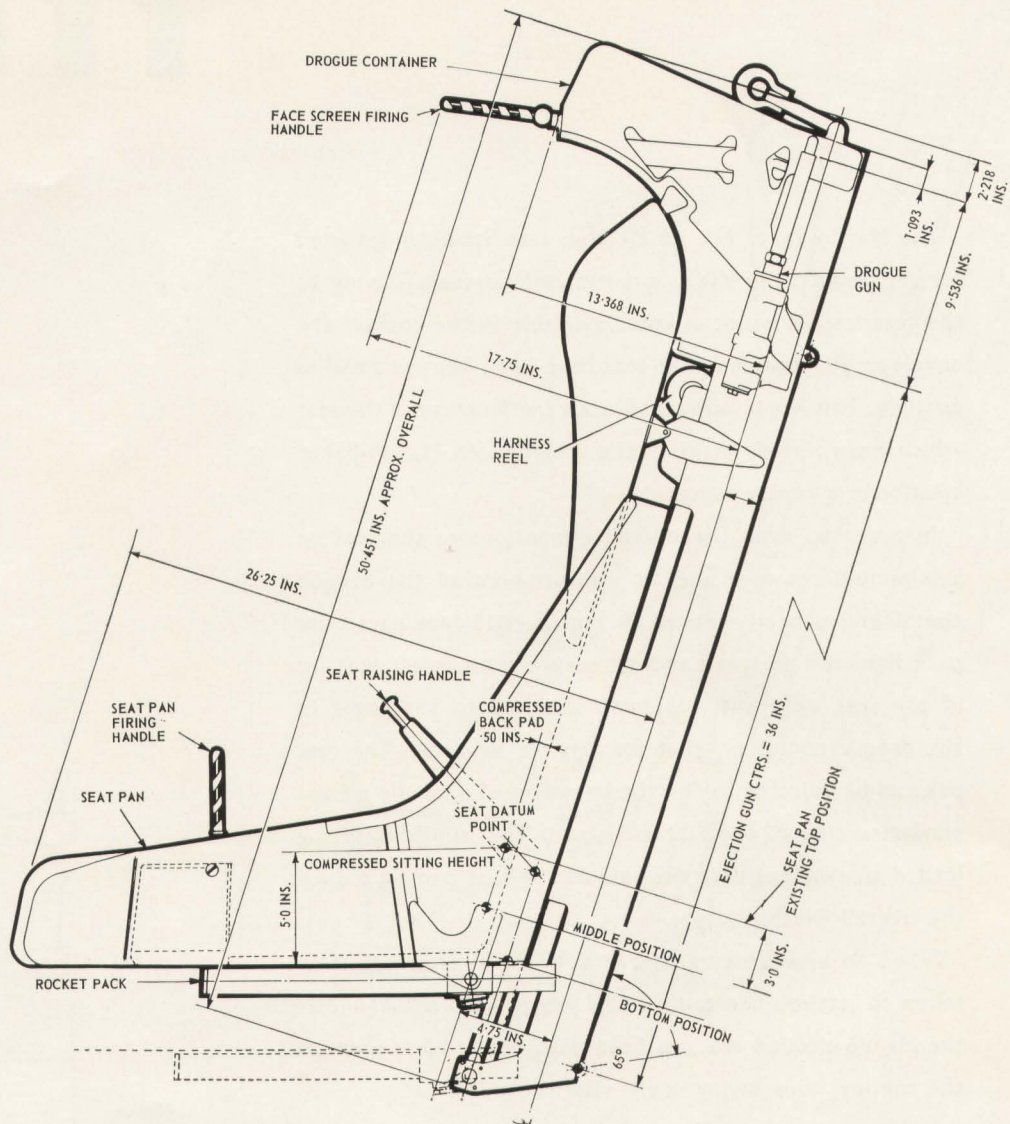 DROGUE CONTAINER
FACE SCREEN FIRING
HANDLE
2·218
INS.
1·093
INS.
9·536 INS.
DROGUE
GUN
13·368 INS.
17·75 INS.
HARNESS
REEL
50·451 INS. APPROX. OVERALL
26·25 INS.
SEAT RAISING HANDLE
SEAT PAN
FIRING
HANDLE
COMPRESSED
BACK PAD
·50 INS.
EJECTION GUN CTRS. = 36 INS.
SEAT PAN
EXISTING TOP POSITION
SEAT PAN
SEAT DATUM
POINT
COMPRESSED SITTING HEIGHT
5·0 INS.
MIDDLE POSITION
3·0 INS.
ROCKET PACK
BOTTOM POSITION
4·75 INS.
65°